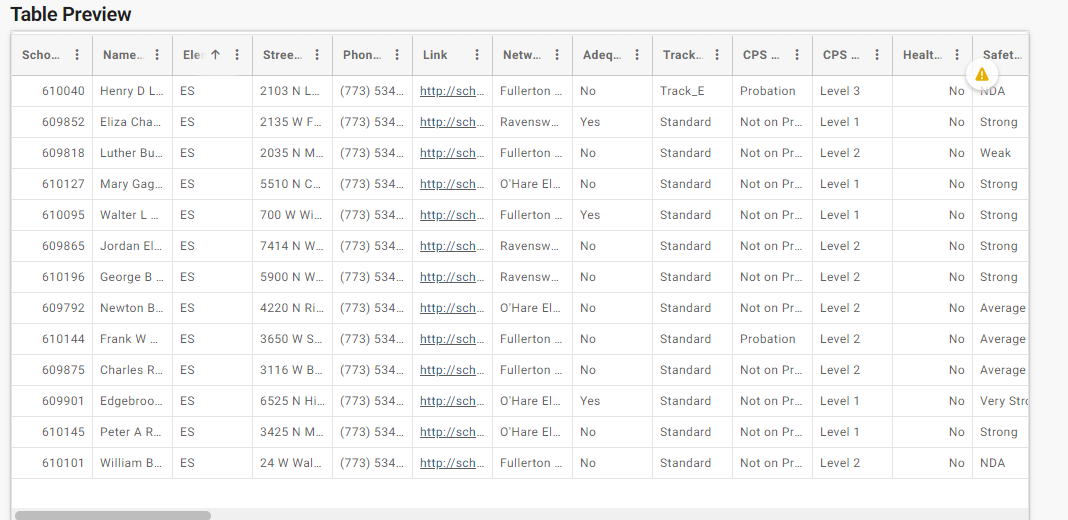 Table Preview
Scho... Name... Ele Stree... Phon... Link Netw... Adeq... Track... CPS ... CPS ... Healt... Safet...
610040 Henry D L... ES 2103 N L... (773) 534... http://sch... Fullerton ... No Track_E Probation Level 3 No NDA
609852 Eliza Cha... ES 2135 W F... (773) 534... http://sch... Ravensw... Yes Standard Not on Pr... Level 1 No Strong
609818 Luther Bu... ES 2035 N M... (773) 534... http://sch... Fullerton ... No Standard Not on Pr... Level 2 No Weak
610127 Mary Gag... ES 5510 N C... (773) 534... http://sch... O'Hare El... No Standard Not on Pr... Level 1 No Strong
610095 Walter L ... ES 700 W Wi... (773) 534... http://sch... Fullerton ... Yes Standard Not on Pr... Level 1 No Strong
609865 Jordan El... ES 7414 N W... (773) 534... http://sch... Ravensw... No Standard Not on Pr... Level 2 No Strong
610196 George B ... ES 5900 N W... (773) 534... http://sch... Ravensw... No Standard Not on Pr... Level 2 No Strong
609792 Newton B... ES 4220 N Ri... (773) 534... http://sch... O'Hare El... No Standard Not on Pr... Level 2 No Average
610144 Frank W ... ES 3650 W S... (773) 534... http://sch... Fullerton ... No Standard Probation Level 2 No Average
609875 Charles R... ES 3116 W B... (773) 534... http://sch... Fullerton ... No Standard Not on Pr... Level 2 No Average
609901 Edgebroo... ES 6525 N Hi... (773) 534... http://sch... O'Hare El... Yes Standard Not on Pr... Level 1 No Very Stro
610145 Peter A R... ES 3425 N M... (773) 534... http://sch... O'Hare El... No Standard Not on Pr... Level 1 No Strong
610101 William B... ES 24 W Wal... (773) 534... http://sch... Fullerton ... No Standard Not on Pr... Level 2 No NDA